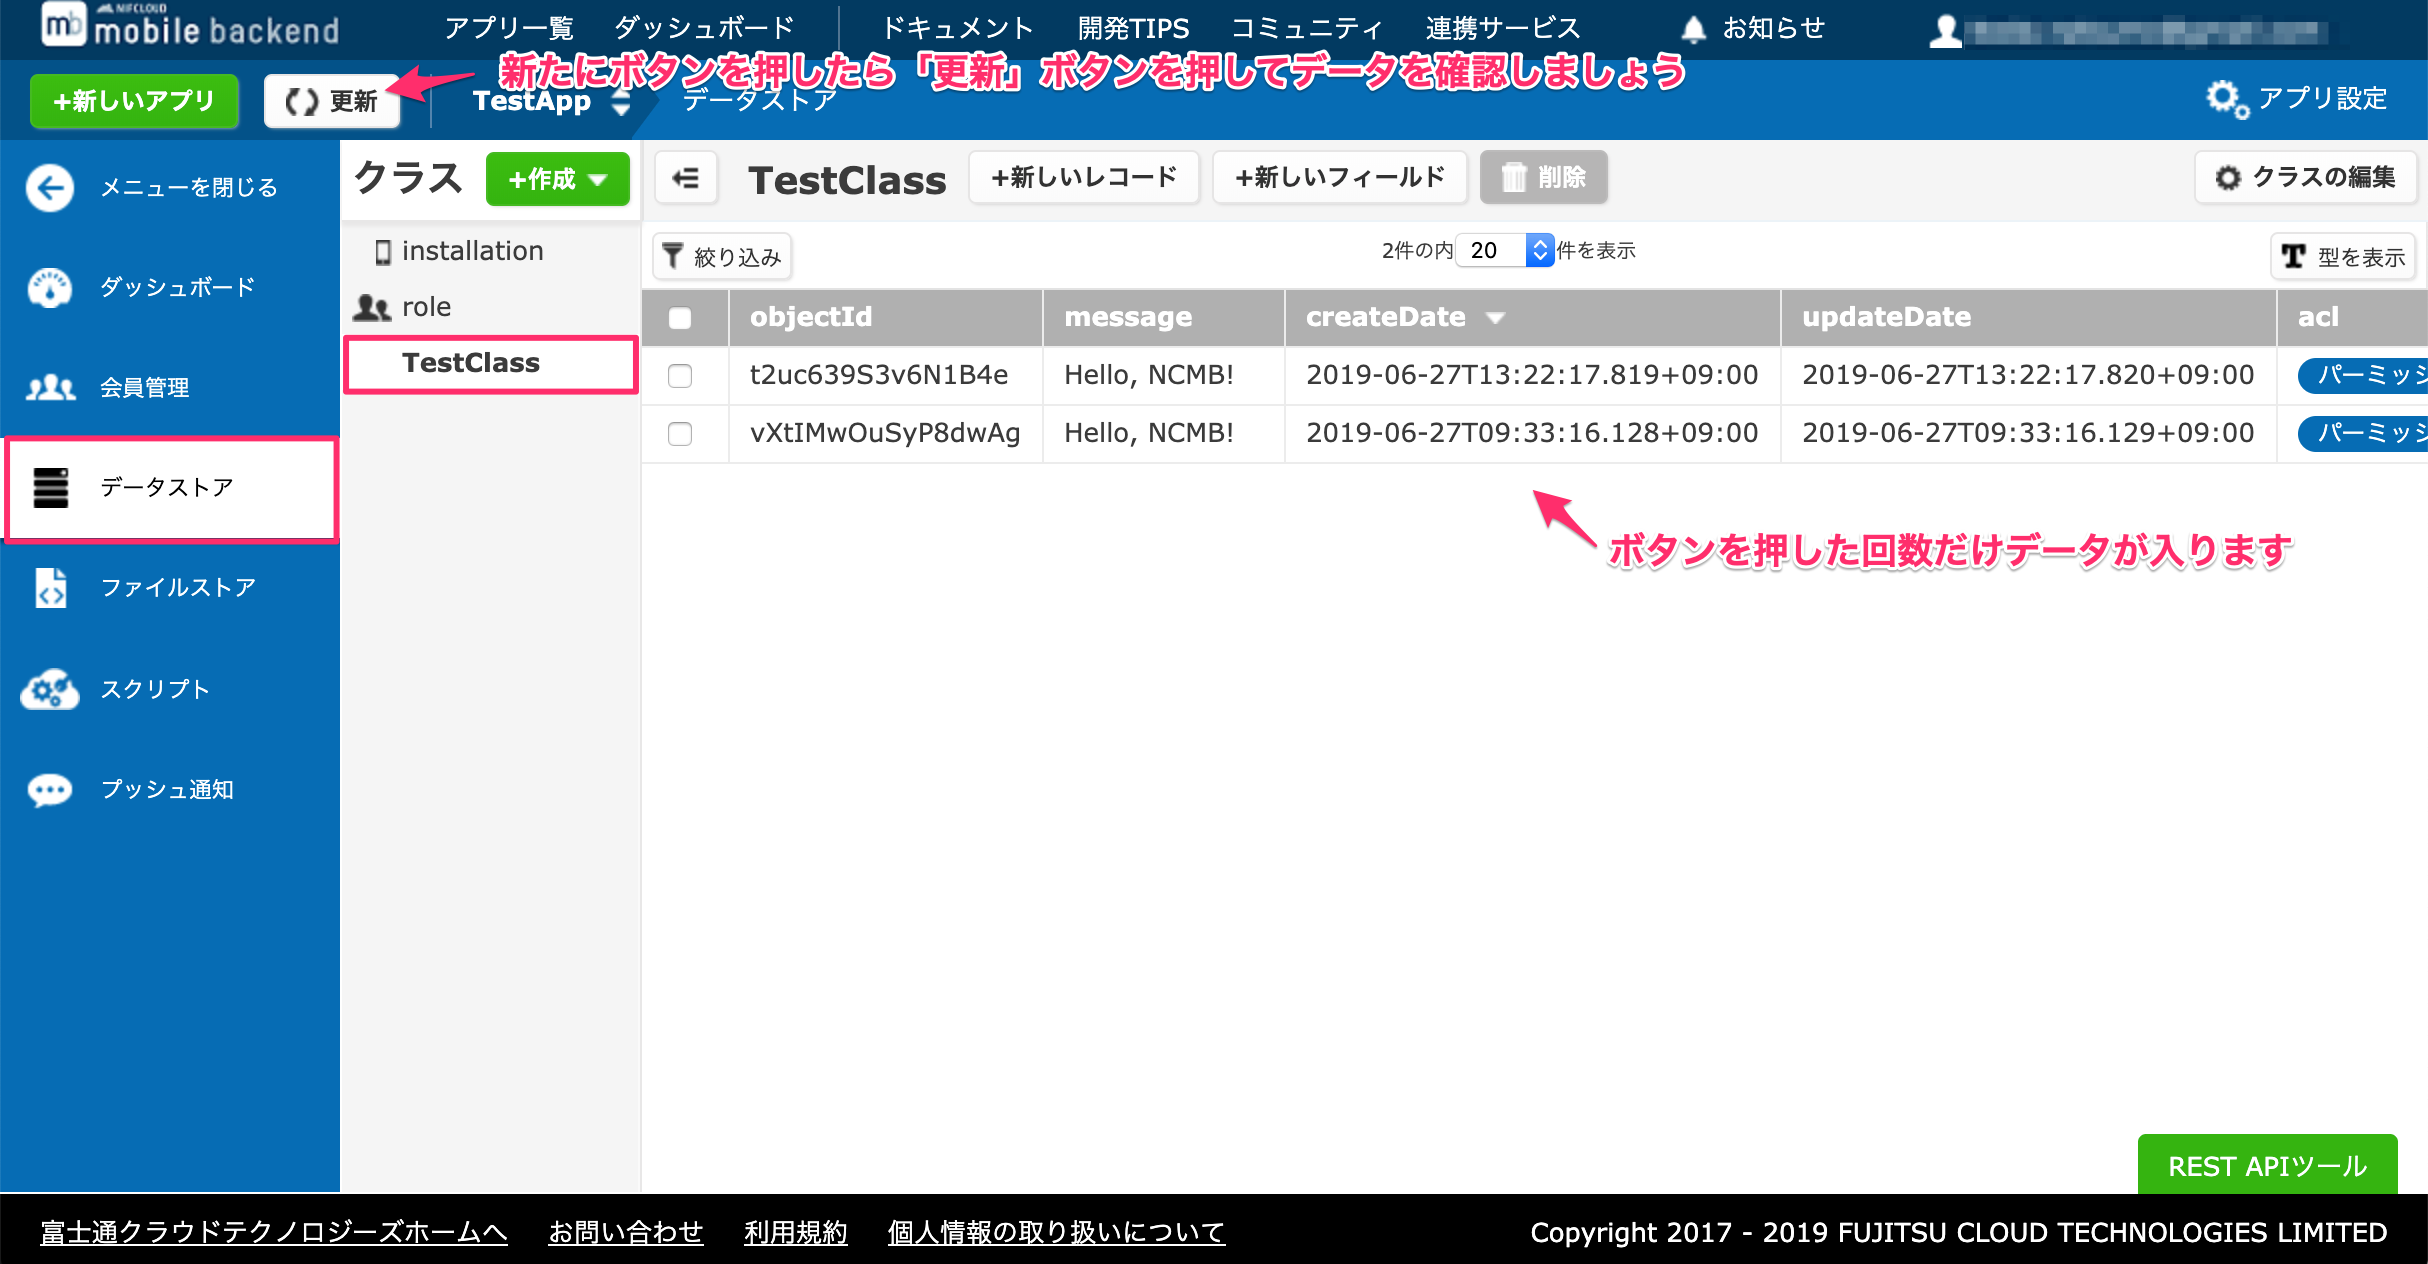 NIFCLOUD
mb mobile backend
アプリ一覧 ダッシュボード ドキュメント 開発TIPS コミュニティ 連携サービス お知らせ
新たにボタンを押したら「更新」ボタンを押してデータを確認しましょう
+新しいアプリ 更新 TestApp データストア アプリ設定
メニューを閉じる
ダッシュボード
会員管理
データストア
ファイルストア
スクリプト
プッシュ通知
クラス +作成
installation
role
TestClass
TestClass +新しいレコード +新しいフィールド 削除 クラスの編集
絞り込み 2件の内 20 件を表示 型を表示
objectId message createDate updateDate acl
t2uc639S3v6N1B4e Hello, NCMB! 2019-06-27T13:22:17.819+09:00 2019-06-27T13:22:17.820+09:00 パーミッシ
vXtIMwOuSyP8dwAg Hello, NCMB! 2019-06-27T09:33:16.128+09:00 2019-06-27T09:33:16.129+09:00 パーミッシ
ボタンを押した回数だけデータが入ります
REST APIツール
富士通クラウドテクノロジーズホームへ お問い合わせ 利用規約 個人情報の取り扱いについて Copyright 2017 - 2019 FUJITSU CLOUD TECHNOLOGIES LIMITED